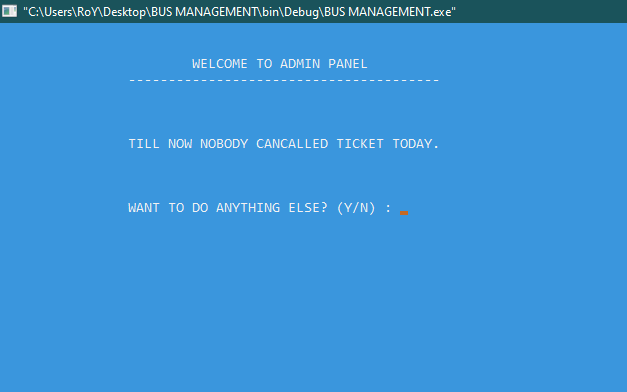 "C:\Users\RoY\Desktop\BUS MANAGEMENT\bin\Debug\BUS MANAGEMENT.exe"
WELCOME TO ADMIN PANEL
---------------------------------------
TILL NOW NOBODY CANCALLED TICKET TODAY.
WANT TO DO ANYTHING ELSE? (Y/N) :